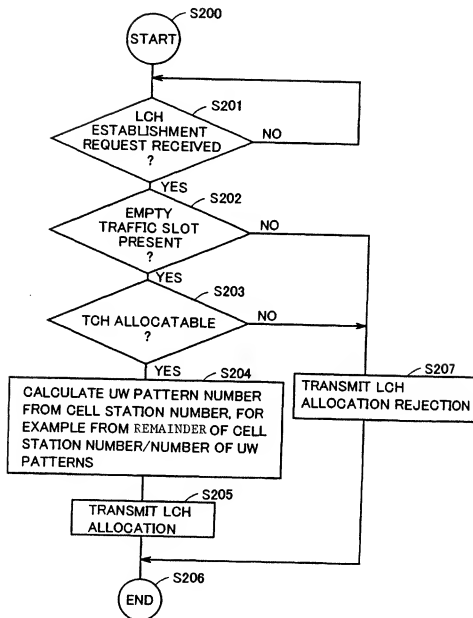 S200
START
S201
LCH
ESTABLISHMENT
REQUEST RECEIVED
?
NO
YES
S202
EMPTY
TRAFFIC SLOT
PRESENT
?
NO
YES
S203
TCH ALLOCATABLE
?
NO
YES
S204
CALCULATE UW PATTERN NUMBER
FROM CELL STATION NUMBER, FOR
EXAMPLE FROM REMAINDER OF CELL
STATION NUMBER/NUMBER OF UW
PATTERNS
S207
TRANSMIT LCH
ALLOCATION REJECTION
S205
TRANSMIT LCH
ALLOCATION
S206
END